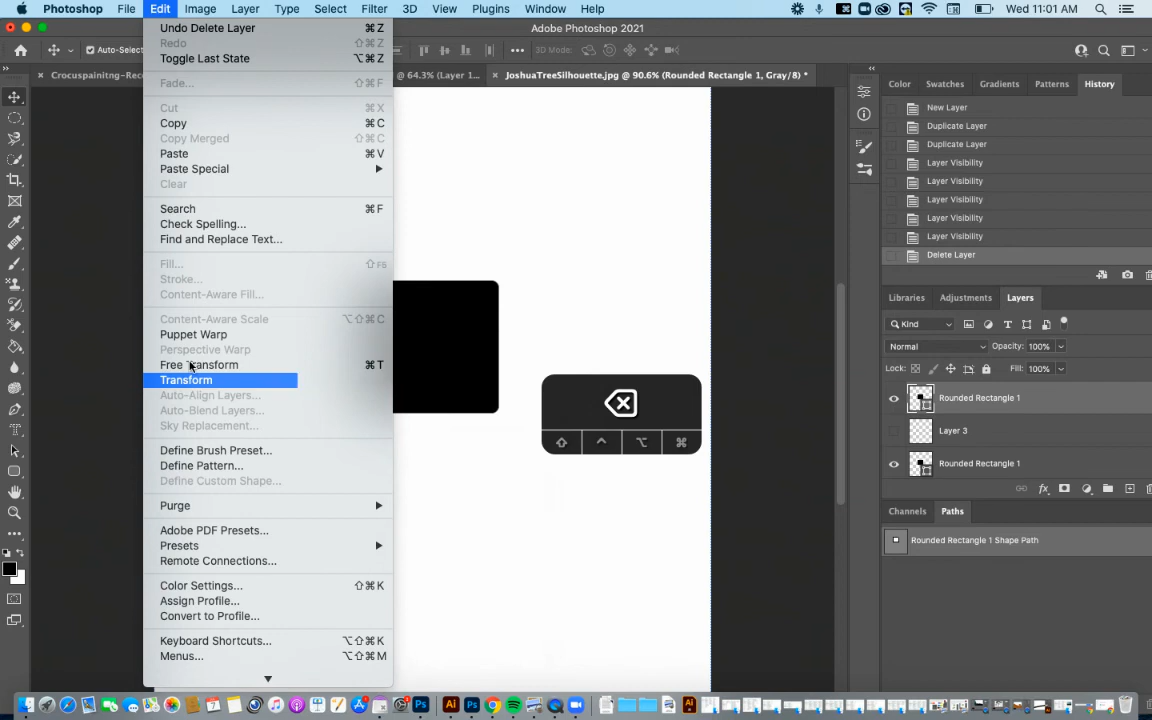 Photoshop File Edit Image Layer Type Select Filter 3D View Plugins Window Help Wed 11:01 AM
Adobe Photoshop 2021
Auto-Select 3D Mode:
Crocuspainitng-Rec @ 64.3% (Layer 1... JoshuaTreeSilhouette.jpg @ 90.6% (Rounded Rectangle 1, Gray/8) *
Undo Delete Layer ⌘Z
Redo ⇧⌘Z
Toggle Last State ⌥⌘Z
Fade... ⇧⌘F
Cut ⌘X
Copy ⌘C
Copy Merged ⇧⌘C
Paste ⌘V
Paste Special
Clear
Search ⌘F
Check Spelling...
Find and Replace Text...
Fill... ⇧F5
Stroke...
Content-Aware Fill...
Content-Aware Scale ⌥⇧⌘C
Puppet Warp
Perspective Warp
Free Transform ⌘T
Transform
Auto-Align Layers...
Auto-Blend Layers...
Sky Replacement...
Define Brush Preset...
Define Pattern...
Define Custom Shape...
Purge
Adobe PDF Presets...
Presets
Remote Connections...
Color Settings... ⇧⌘K
Assign Profile...
Convert to Profile...
Keyboard Shortcuts... ⌥⇧⌘K
Menus... ⌥⇧⌘M
⇧ ^ ⌥ ⌘
Color Swatches Gradients Patterns History
New Layer
Duplicate Layer
Duplicate Layer
Layer Visibility
Layer Visibility
Layer Visibility
Layer Visibility
Layer Visibility
Delete Layer
Libraries Adjustments Layers
Kind
Normal Opacity: 100%
Lock: Fill: 100%
Rounded Rectangle 1
Layer 3
Rounded Rectangle 1
fx
Channels Paths
Rounded Rectangle 1 Shape Path